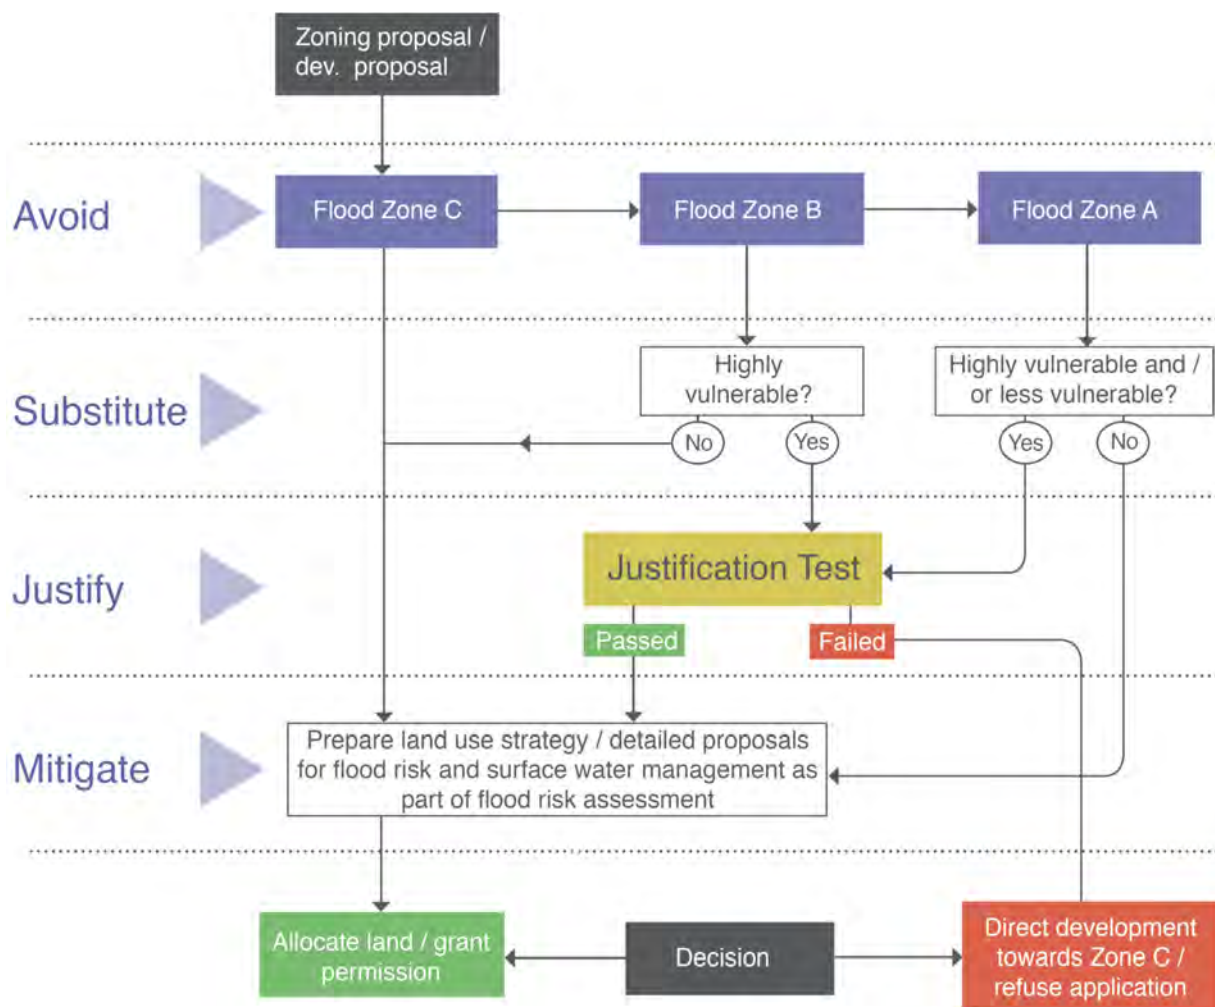 Zoning proposal /
dev. proposal
Avoid
Flood Zone C
Flood Zone B
Flood Zone A
Substitute
Highly
vulnerable?
Highly vulnerable and /
or less vulnerable?
No
Yes
Yes
No
Justify
Justification Test
Passed
Failed
Mitigate
Prepare land use strategy / detailed proposals
for flood risk and surface water management as
part of flood risk assessment
Allocate land / grant
permission
Decision
Direct development
towards Zone C /
refuse application